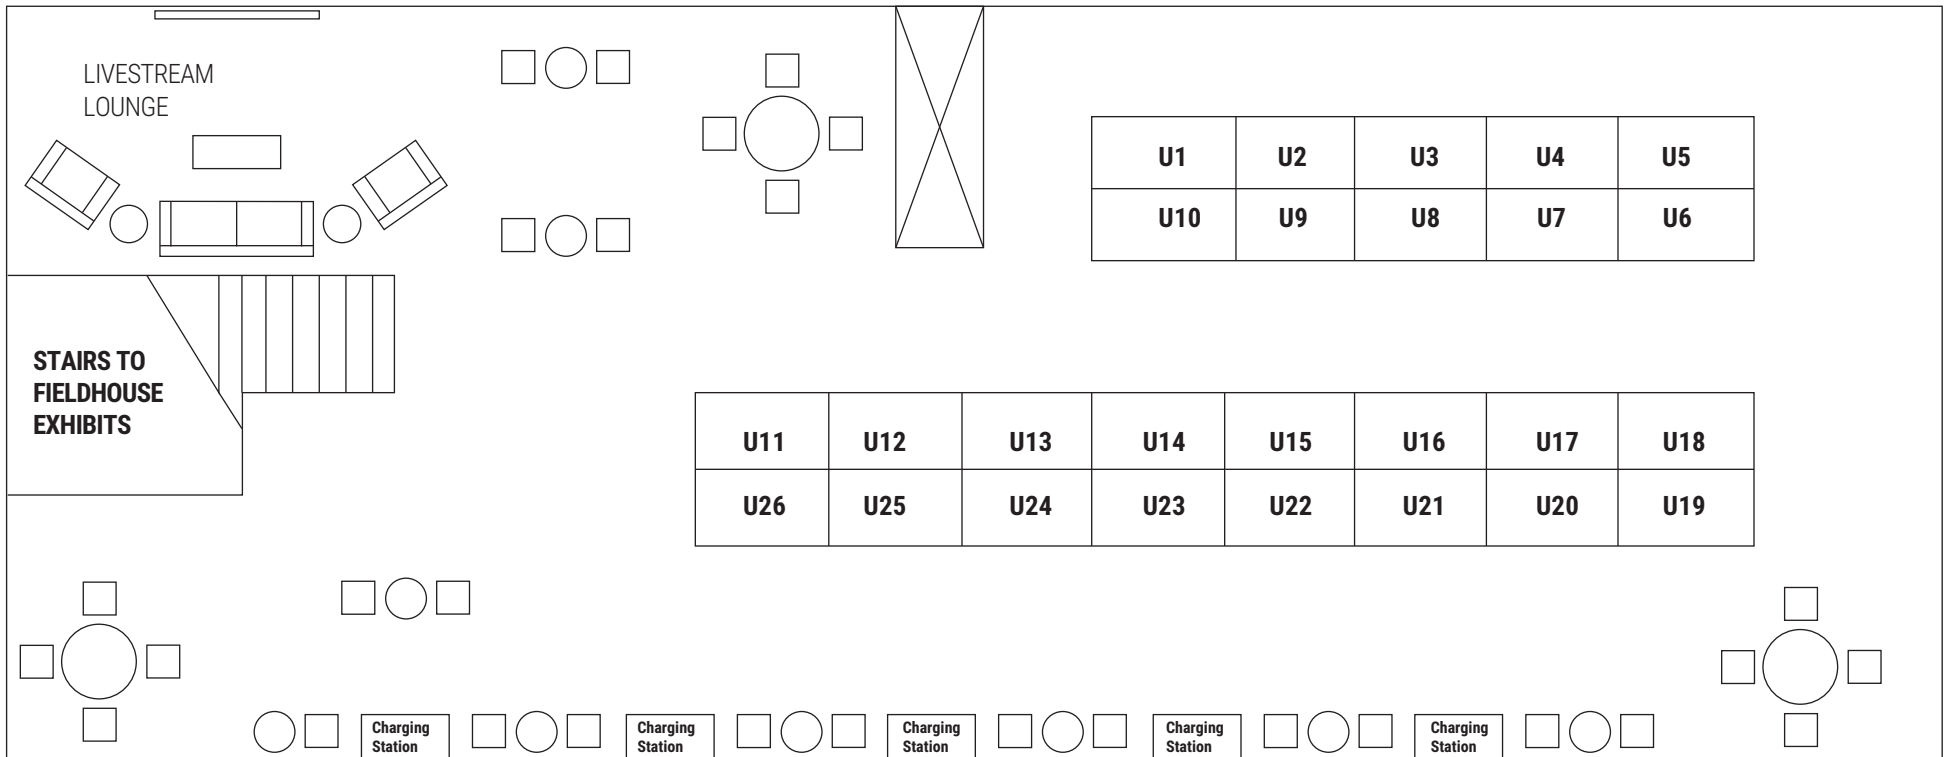 LIVESTREAM
LOUNGE
U1 U2 U3 U4 U5
U10 U9 U8 U7 U6
STAIRS TO
FIELDHOUSE
EXHIBITS
U11 U12 U13 U14 U15 U16 U17 U18
U26 U25 U24 U23 U22 U21 U20 U19
Charging
Station
Charging
Station
Charging
Station
Charging
Station
Charging
Station